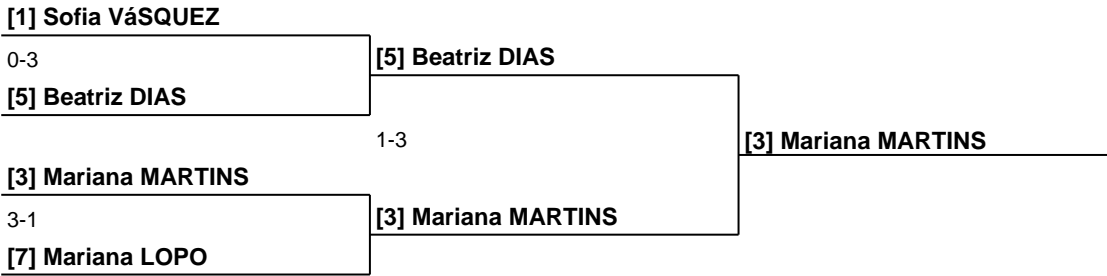 [1] Sofia VáSQUEZ
0-3
[5] Beatriz DIAS
[5] Beatriz DIAS
1-3
[3] Mariana MARTINS
[3] Mariana MARTINS
3-1
[3] Mariana MARTINS
[7] Mariana LOPO